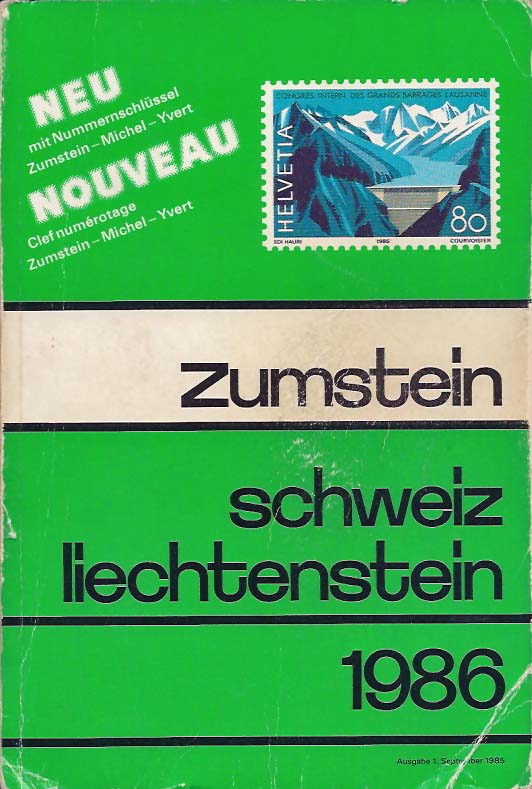 NEU
mit Nummernschlüssel
Zumstein – Michel – Yvert
NOUVEAU
Clef numérotage
Zumstein – Michel – Yvert
CONGRES INTERN. DES GRANDS BARRAGES LAUSANNE
HELVETIA
80
EDI HAURI 1985 COURVOISIER
zumstein
schweiz
liechtenstein
1986
Ausgabe 1. September 1985